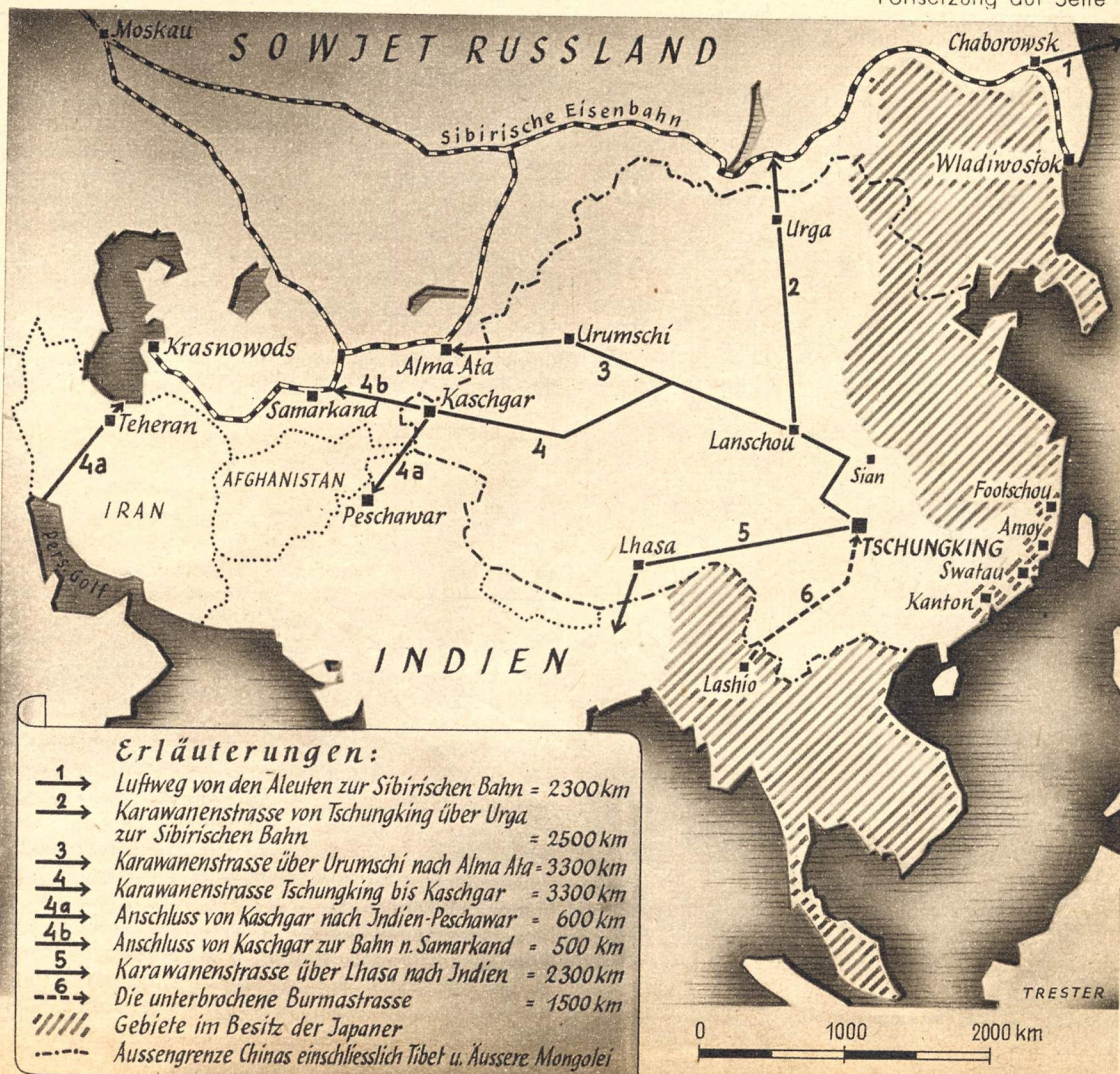 Moskau
SOWJET RUSSLAND
Chaborowsk
1
Sibirische Eisenbahn
Wladiwostok
Urga
2
Krasnowods
Urumschi
Alma Ata
3
4b
Kaschgar
Samarkand
Teheran
4a
4
Lanschou
4a
AFGHANISTAN
Sian
IRAN
Peschawar
Footschou
Pers. Golf
Lhasa
5
TSCHUNGKING
Amoy
Swatau
6
Kanton
INDIEN
Lashio
Erläuterungen:
1 Luftweg von den Aleuten zur Sibirischen Bahn = 2300 km
2 Karawanenstrasse von Tschungking über Urga
zur Sibirischen Bahn = 2500 km
3 Karawanenstrasse über Urumschi nach Alma Ata = 3300 km
4 Karawanenstrasse Tschungking bis Kaschgar = 3300 km
4a Anschluss von Kaschgar nach Indien-Peschawar = 600 km
4b Anschluss von Kaschgar zur Bahn n. Samarkand = 500 km
5 Karawanenstrasse über Lhasa nach Indien = 2300 km
6 Die unterbrochene Burmastrasse = 1500 km
Gebiete im Besitz der Japaner
Aussengrenze Chinas einschliesslich Tibet u. Äussere Mongolei
TRESTER
0 1000 2000 km